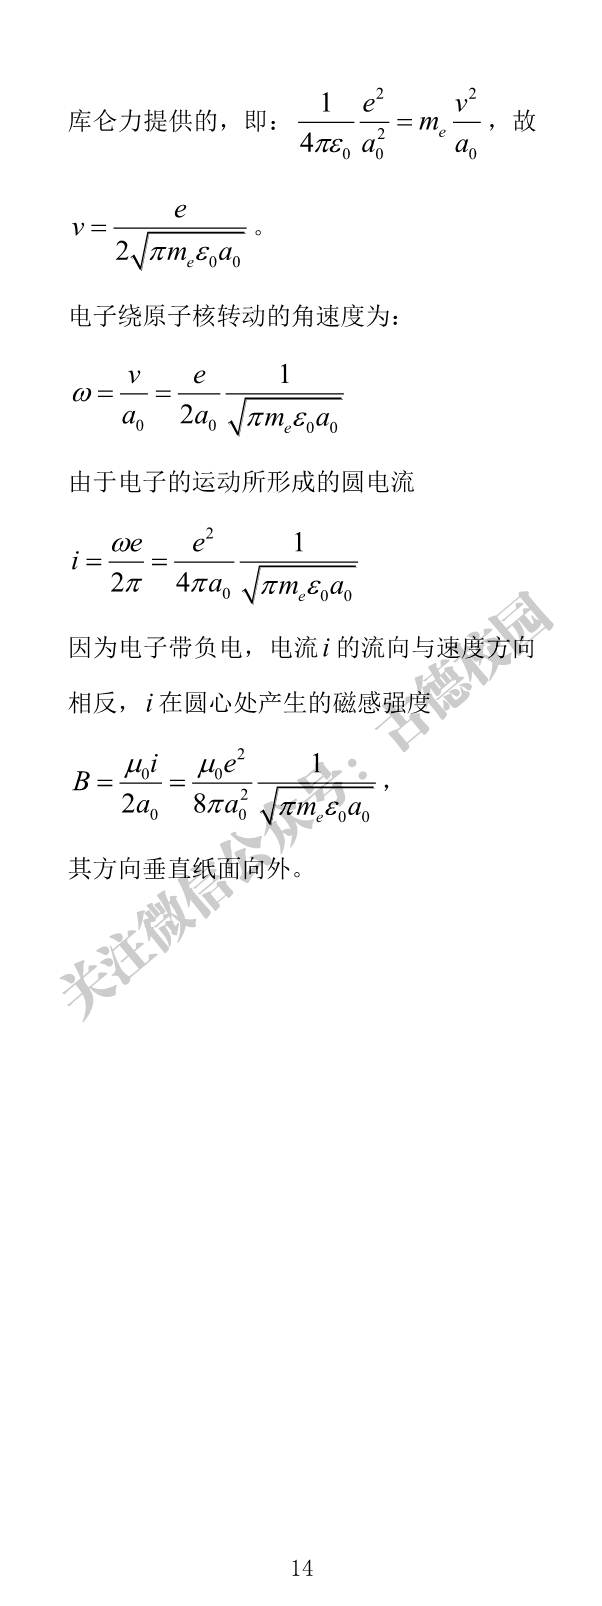 库仑力提供的，即：$\frac{1}{4\pi\varepsilon_0}\frac{e^2}{a_0^2}=m_e\frac{v^2}{a_0}$，故
$v=\frac{e}{2\sqrt{\pi m_e\varepsilon_0 a_0}}$。
电子绕原子核转动的角速度为：
$\omega=\frac{v}{a_0}=\frac{e}{2a_0}\frac{1}{\sqrt{\pi m_e\varepsilon_0 a_0}}$
由于电子的运动所形成的圆电流
$i=\frac{\omega e}{2\pi}=\frac{e^2}{4\pi a_0}\frac{1}{\sqrt{\pi m_e\varepsilon_0 a_0}}$
因为电子带负电，电流 $i$ 的流向与速度方向
相反，$i$ 在圆心处产生的磁感强度
$B=\frac{\mu_0 i}{2a_0}=\frac{\mu_0 e^2}{8\pi a_0^2}\frac{1}{\sqrt{\pi m_e\varepsilon_0 a_0}}$，
其方向垂直纸面向外。
关注微信公众号：古德校园
14